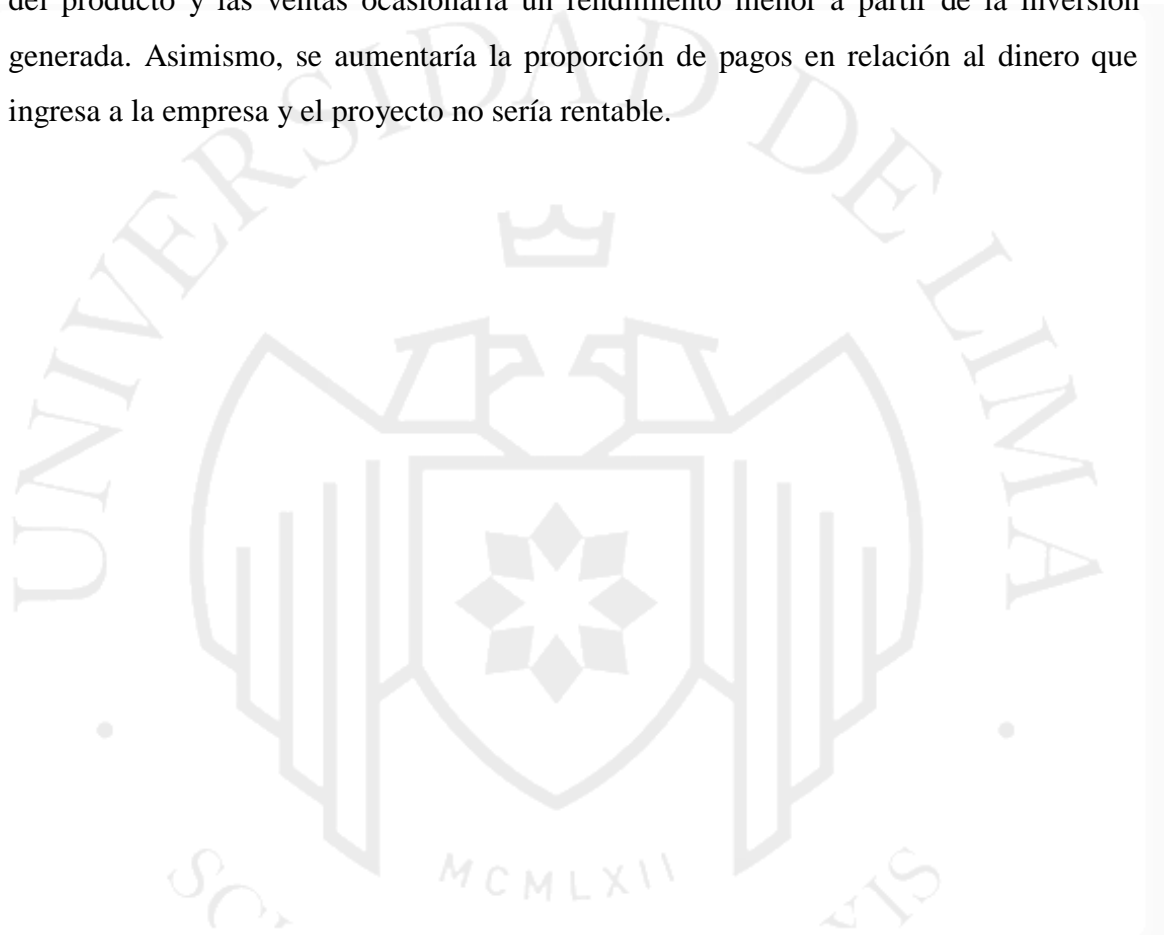 del producto y las ventas ocasionaría un rendimiento menor a partir de la inversión
generada. Asimismo, se aumentaría la proporción de pagos en relación al dinero que
ingresa a la empresa y el proyecto no sería rentable.
UNIVERSIDAD DE LIMA
MCMLXII